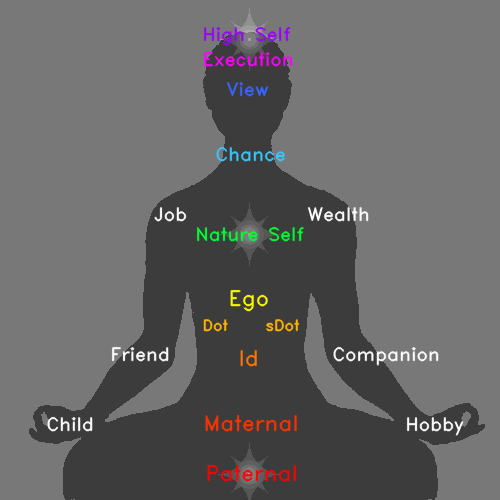 High Self
Execution
View
Chance
Job
Wealth
Nature Self
Ego
Dot
sDot
Friend
Id
Companion
Child
Maternal
Hobby
Paternal